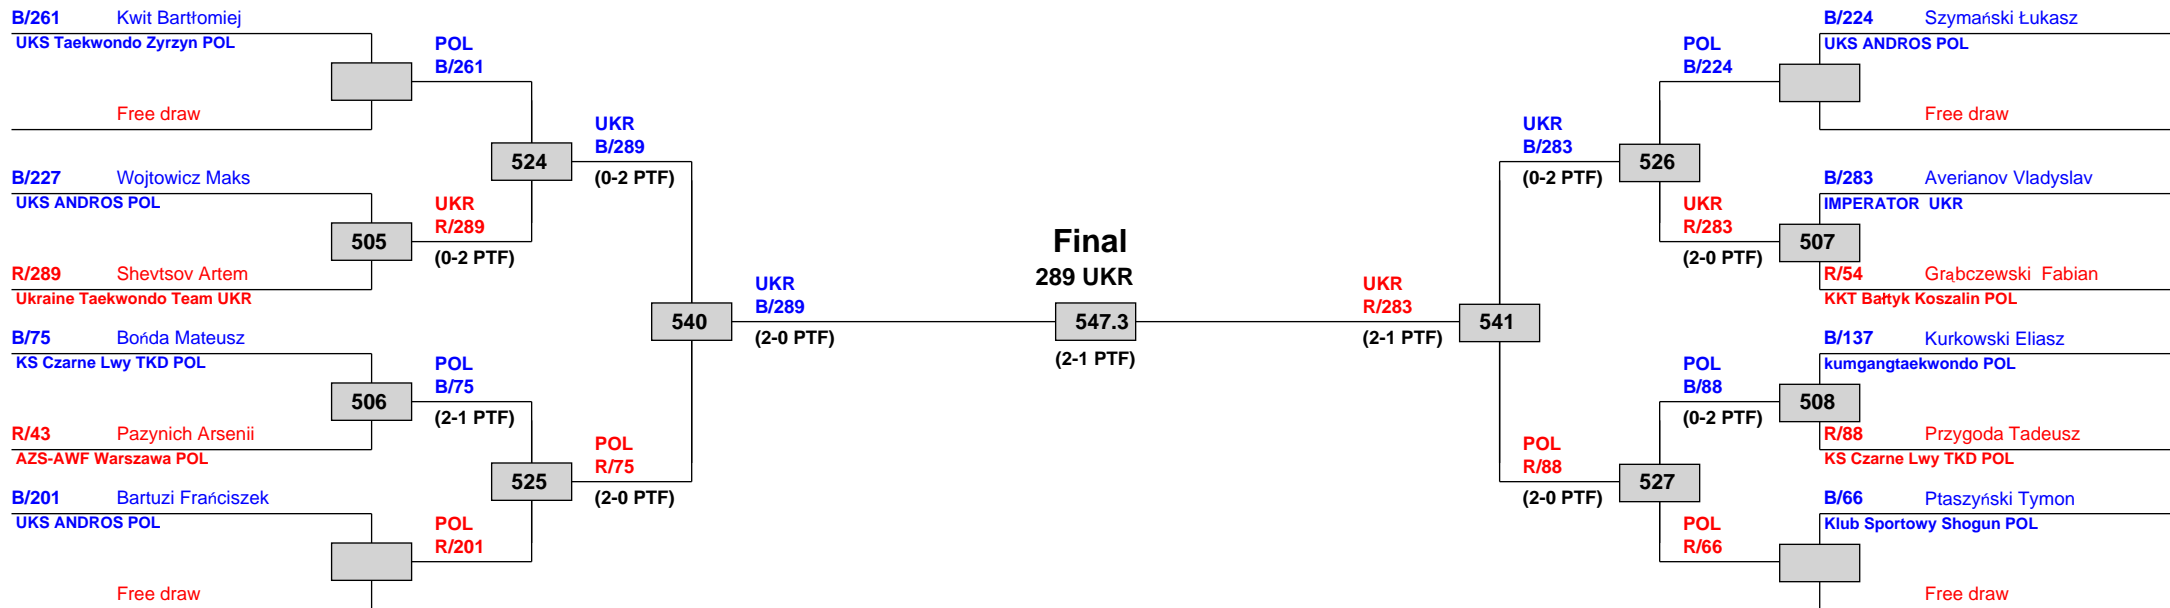 B/261 Kwit Bartłomiej
UKS Taekwondo Zyrzyn POL
Free draw
B/227 Wojtowicz Maks
UKS ANDROS POL
505
R/289 Shevtsov Artem
Ukraine Taekwondo Team UKR
B/75 Bońda Mateusz
KS Czarne Lwy TKD POL
506
R/43 Pazynich Arsenii
AZS-AWF Warszawa POL
B/201 Bartuzi Frańciszek
UKS ANDROS POL
Free draw
POL
B/261
524
UKR
R/289
(0-2 PTF)
POL
B/75
(2-1 PTF)
525
POL
R/201
UKR
B/289
(0-2 PTF)
540
POL
R/75
(2-0 PTF)
UKR
B/289
(2-0 PTF)
Final
289 UKR
547.3
(2-1 PTF)
UKR
R/283
(2-1 PTF)
541
UKR
B/283
(0-2 PTF)
POL
R/88
(2-0 PTF)
POL
B/224
526
UKR
R/283
(2-0 PTF)
POL
B/88
(0-2 PTF)
527
POL
R/66
B/224 Szymański Łukasz
UKS ANDROS POL
Free draw
B/283 Averianov Vladyslav
IMPERATOR UKR
507
R/54 Grąbczewski Fabian
KKT Bałtyk Koszalin POL
B/137 Kurkowski Eliasz
kumgangtaekwondo POL
508
R/88 Przygoda Tadeusz
KS Czarne Lwy TKD POL
B/66 Ptaszyński Tymon
Klub Sportowy Shogun POL
Free draw